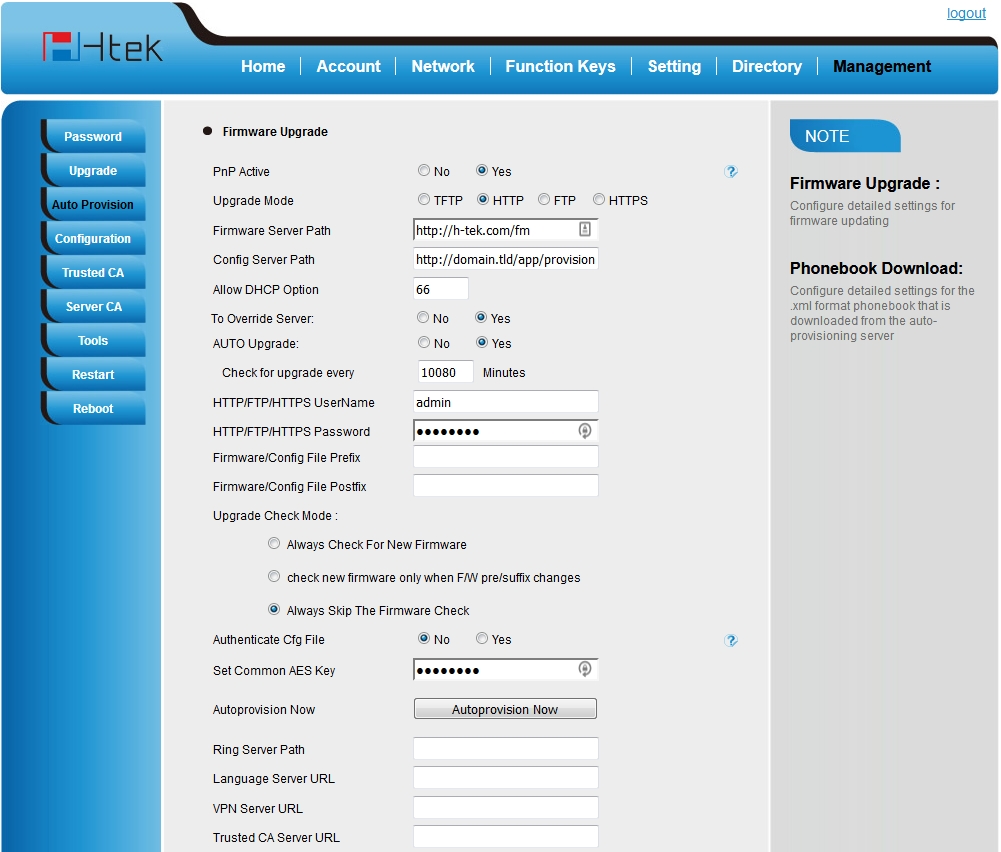 logout
Htek
Home Account Network Function Keys Setting Directory Management
Password
Upgrade
Auto Provision
Configuration
Trusted CA
Server CA
Tools
Restart
Reboot
Firmware Upgrade
PnP Active No Yes ?
Upgrade Mode TFTP HTTP FTP HTTPS
Firmware Server Path http://h-tek.com/fm
Config Server Path http://domain.tld/app/provision
Allow DHCP Option 66
To Override Server: No Yes
AUTO Upgrade: No Yes
Check for upgrade every 10080 Minutes
HTTP/FTP/HTTPS UserName admin
HTTP/FTP/HTTPS Password ●●●●●●●●
Firmware/Config File Prefix
Firmware/Config File Postfix
Upgrade Check Mode :
Always Check For New Firmware
check new firmware only when F/W pre/suffix changes
Always Skip The Firmware Check
Authenticate Cfg File No Yes ?
Set Common AES Key ●●●●●●●●
Autoprovision Now Autoprovision Now
Ring Server Path
Language Server URL
VPN Server URL
Trusted CA Server URL
NOTE
Firmware Upgrade :
Configure detailed settings for
firmware updating
Phonebook Download:
Configure detailed settings for the
.xml format phonebook that is
downloaded from the auto-
provisioning server